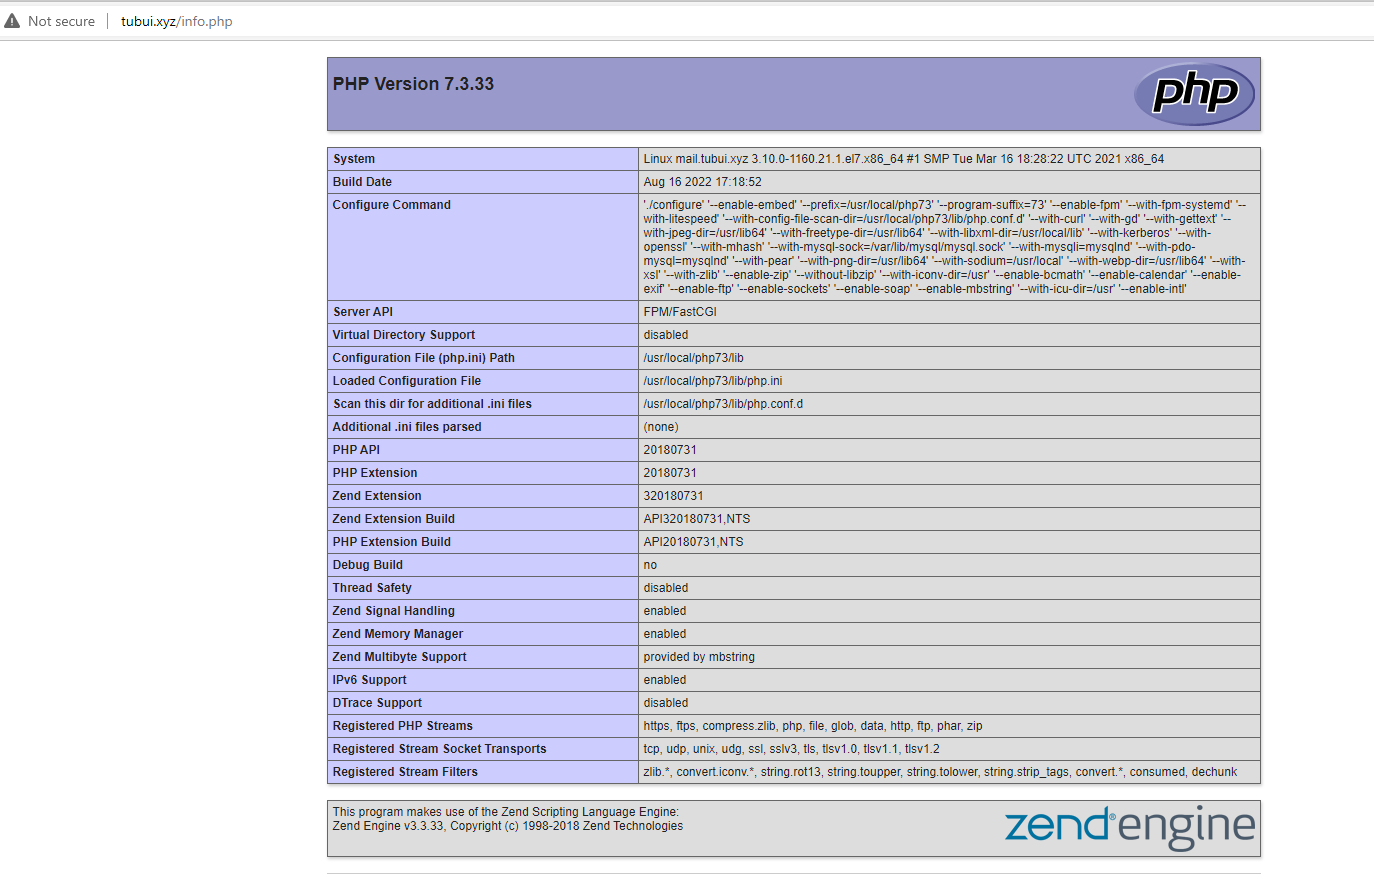 Not secure | tubui.xyz/info.php
PHP Version 7.3.33
php
System Linux mail.tubui.xyz 3.10.0-1160.21.1.el7.x86_64 #1 SMP Tue Mar 16 18:28:22 UTC 2021 x86_64
Build Date Aug 16 2022 17:18:52
Configure Command './configure' '--enable-embed' '--prefix=/usr/local/php73' '--program-suffix=73' '--enable-fpm' '--with-fpm-systemd' '--
with-litespeed' '--with-config-file-scan-dir=/usr/local/php73/lib/php.conf.d' '--with-curl' '--with-gd' '--with-gettext' '--
with-jpeg-dir=/usr/lib64' '--with-freetype-dir=/usr/lib64' '--with-libxml-dir=/usr/local/lib' '--with-kerberos' '--with-
openssl' '--with-mhash' '--with-mysql-sock=/var/lib/mysql/mysql.sock' '--with-mysqli=mysqlnd' '--with-pdo-
mysql=mysqlnd' '--with-pear' '--with-png-dir=/usr/lib64' '--with-sodium=/usr/local' '--with-webp-dir=/usr/lib64' '--with-
xsl' '--with-zlib' '--enable-zip' '--without-libzip' '--with-iconv-dir=/usr' '--enable-bcmath' '--enable-calendar' '--enable-
exif' '--enable-ftp' '--enable-sockets' '--enable-soap' '--enable-mbstring' '--with-icu-dir=/usr' '--enable-intl'
Server API FPM/FastCGI
Virtual Directory Support disabled
Configuration File (php.ini) Path /usr/local/php73/lib
Loaded Configuration File /usr/local/php73/lib/php.ini
Scan this dir for additional .ini files /usr/local/php73/lib/php.conf.d
Additional .ini files parsed (none)
PHP API 20180731
PHP Extension 20180731
Zend Extension 320180731
Zend Extension Build API320180731,NTS
PHP Extension Build API20180731,NTS
Debug Build no
Thread Safety disabled
Zend Signal Handling enabled
Zend Memory Manager enabled
Zend Multibyte Support provided by mbstring
IPv6 Support enabled
DTrace Support disabled
Registered PHP Streams https, ftps, compress.zlib, php, file, glob, data, http, ftp, phar, zip
Registered Stream Socket Transports tcp, udp, unix, udg, ssl, sslv3, tls, tlsv1.0, tlsv1.1, tlsv1.2
Registered Stream Filters zlib.*, convert.iconv.*, string.rot13, string.toupper, string.tolower, string.strip_tags, convert.*, consumed, dechunk
This program makes use of the Zend Scripting Language Engine:
Zend Engine v3.3.33, Copyright (c) 1998-2018 Zend Technologies
zend® engine